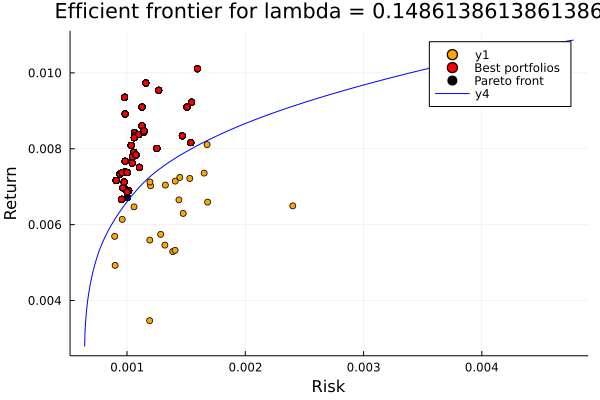 Efficient frontier for lambda = 0.1486138613861386
y1
Best portfolios
Pareto front
y4
0.010
0.008
0.006
0.004
Return
0.001
0.002
0.003
0.004
Risk